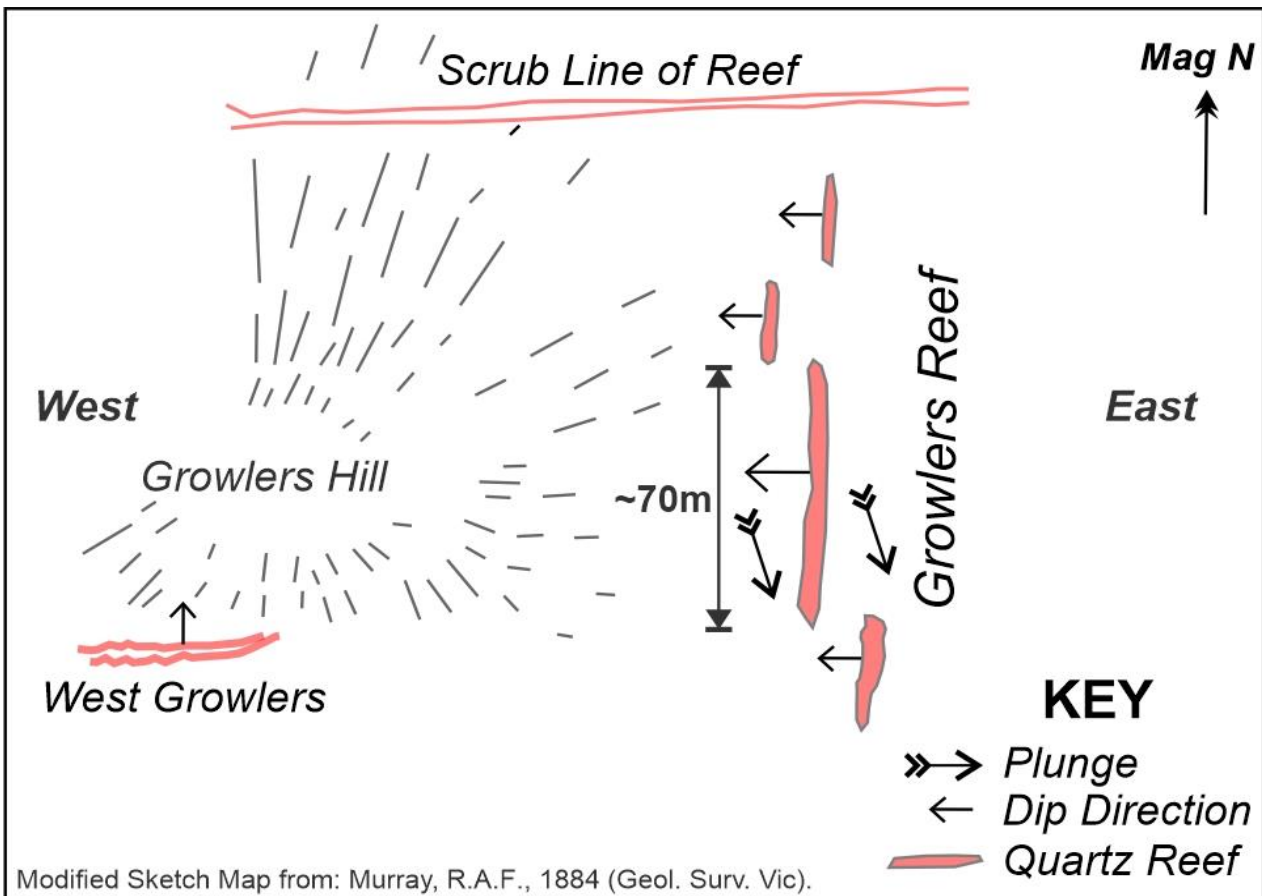 Scrub Line of Reef
Mag N
Growlers Reef
West
East
Growlers Hill
~70m
West Growlers
KEY
Plunge
Dip Direction
Quartz Reef
Modified Sketch Map from: Murray, R.A.F., 1884 (Geol. Surv. Vic).